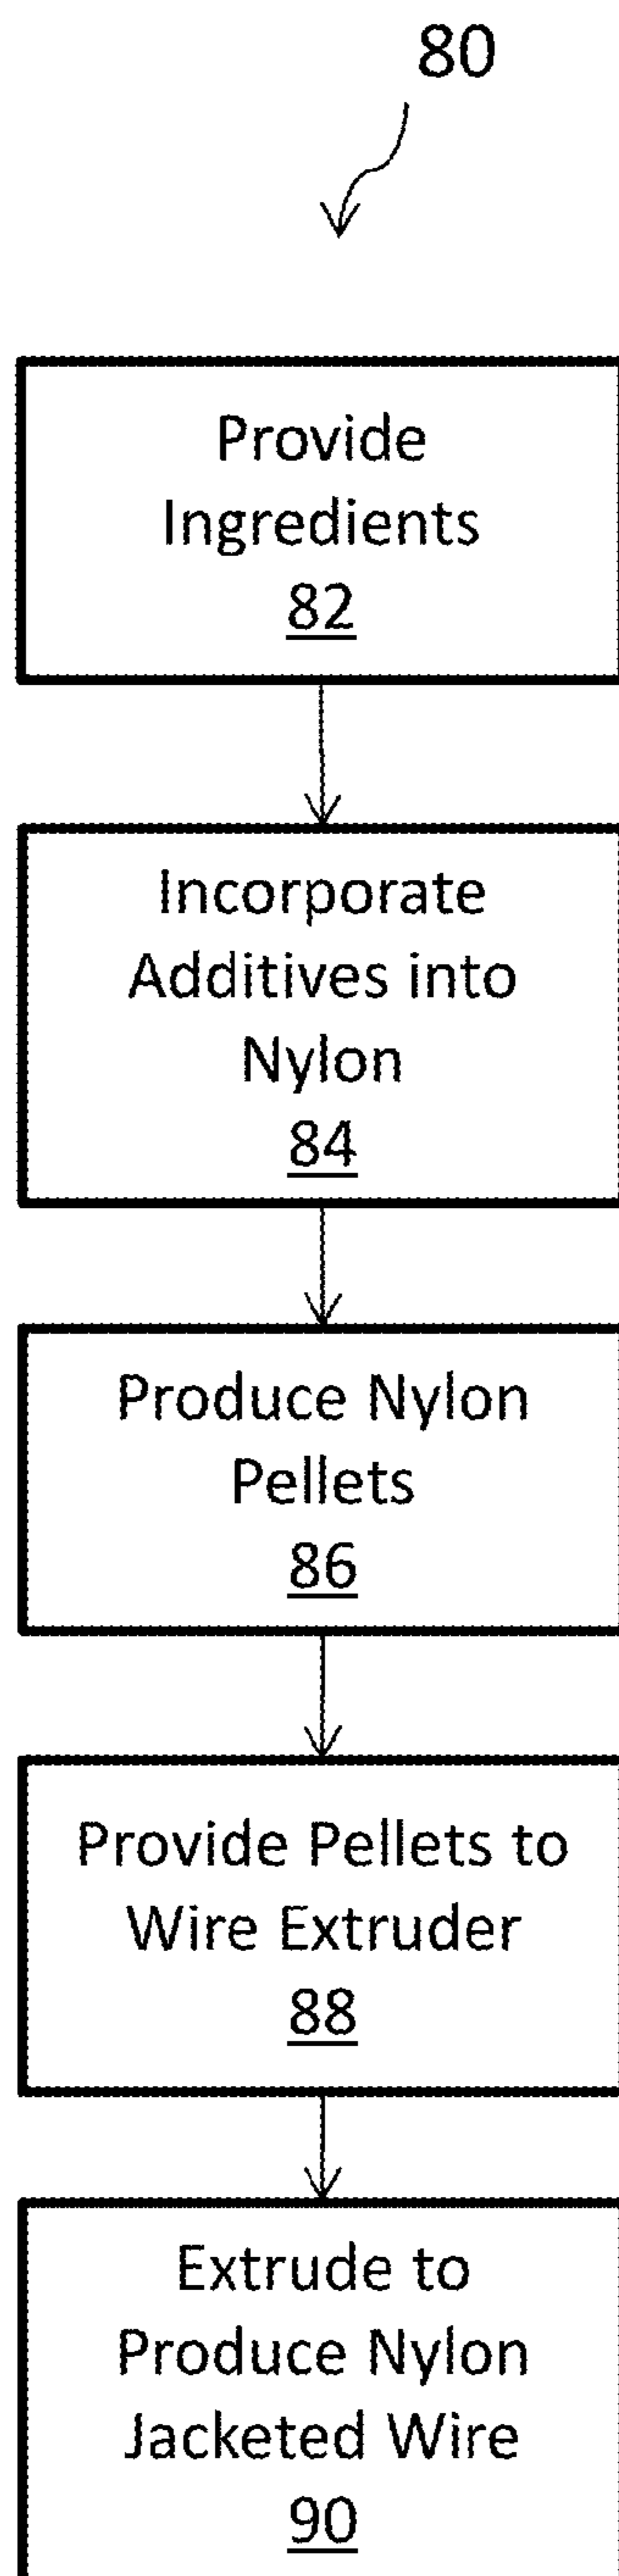 80
Provide
Ingredients
82
Incorporate
Additives into
Nylon
84
Produce Nylon
Pellets
86
Provide Pellets to
Wire Extruder
88
Extrude to
Produce Nylon
Jacketed Wire
90